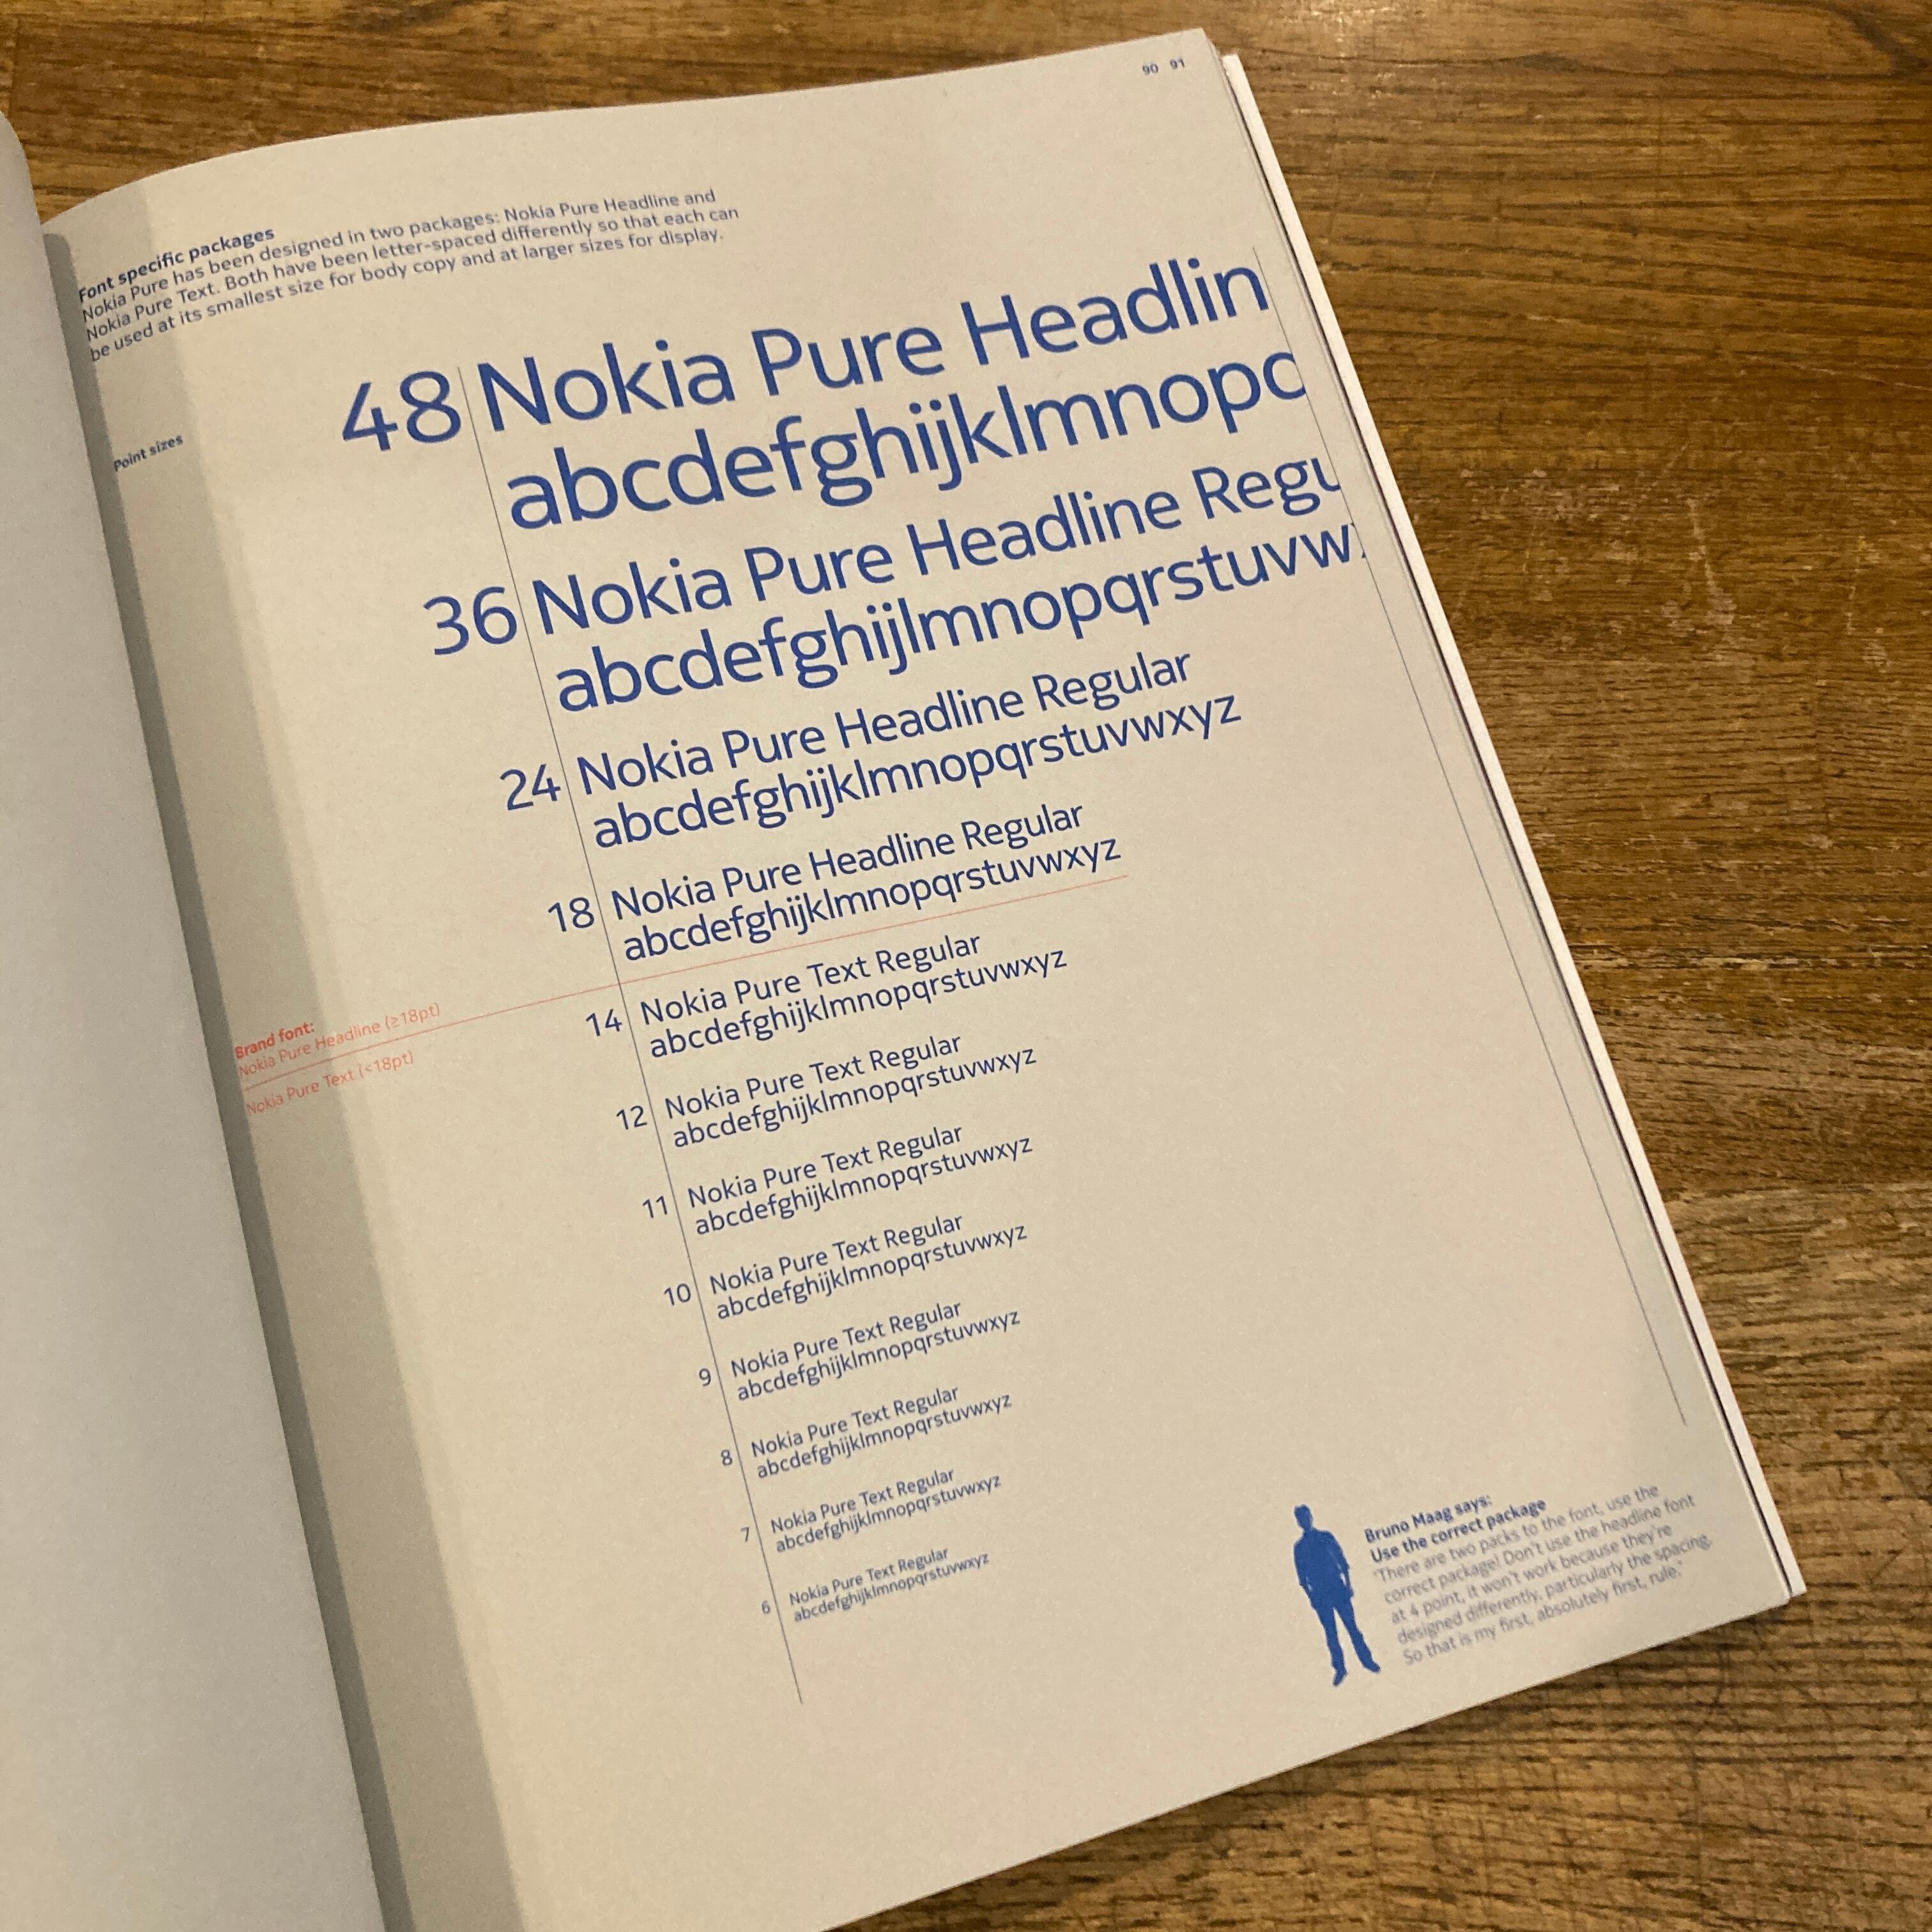 90 91
Font specific packages
Nokia Pure has been designed in two packages: Nokia Pure Headline and
Nokia Pure Text. Both have been letter-spaced differently so that each can
be used at its smallest size for body copy and at larger sizes for display.
Point sizes
48 Nokia Pure Headlin
abcdefghijklmnopq
36 Nokia Pure Headline Regu
abcdefghijlmnopqrstuvwx
24 Nokia Pure Headline Regular
abcdefghijklmnopqrstuvwxyz
18 Nokia Pure Headline Regular
abcdefghijklmnopqrstuvwxyz
Brand font:
Nokia Pure Headline (≥18pt)
Nokia Pure Text (<18pt)
14 Nokia Pure Text Regular
abcdefghijklmnopqrstuvwxyz
12 Nokia Pure Text Regular
abcdefghijklmnopqrstuvwxyz
11 Nokia Pure Text Regular
abcdefghijklmnopqrstuvwxyz
10 Nokia Pure Text Regular
abcdefghijklmnopqrstuvwxyz
9 Nokia Pure Text Regular
abcdefghijklmnopqrstuvwxyz
8 Nokia Pure Text Regular
abcdefghijklmnopqrstuvwxyz
7 Nokia Pure Text Regular
abcdefghijklmnopqrstuvwxyz
6 Nokia Pure Text Regular
abcdefghijklmnopqrstuvwxyz
Bruno Maag says:
Use the correct package
'There are two packs to the font, use the
correct package! Don't use the headline font
at 4 point, it won't work because they're
designed differently, particularly the spacing.
So that is my first, absolutely first, rule.'